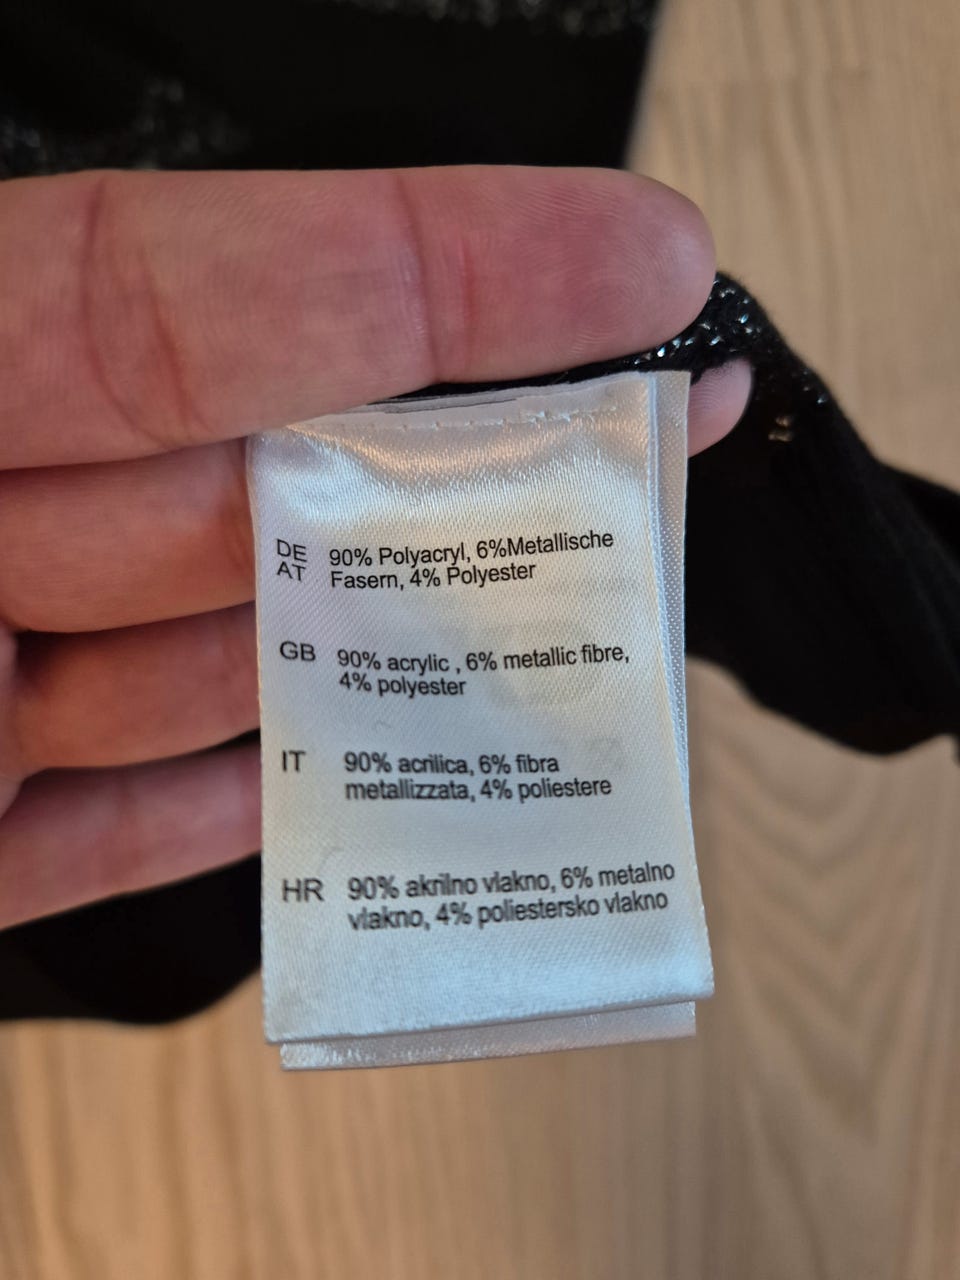 DE 90% Polyacryl, 6%Metallische
AT Fasern, 4% Polyester
GB 90% acrylic , 6% metallic fibre,
4% polyester
IT 90% acrilica, 6% fibra
metallizzata, 4% poliestere
HR 90% akrilno vlakno, 6% metalno
vlakno, 4% poliestersko vlakno